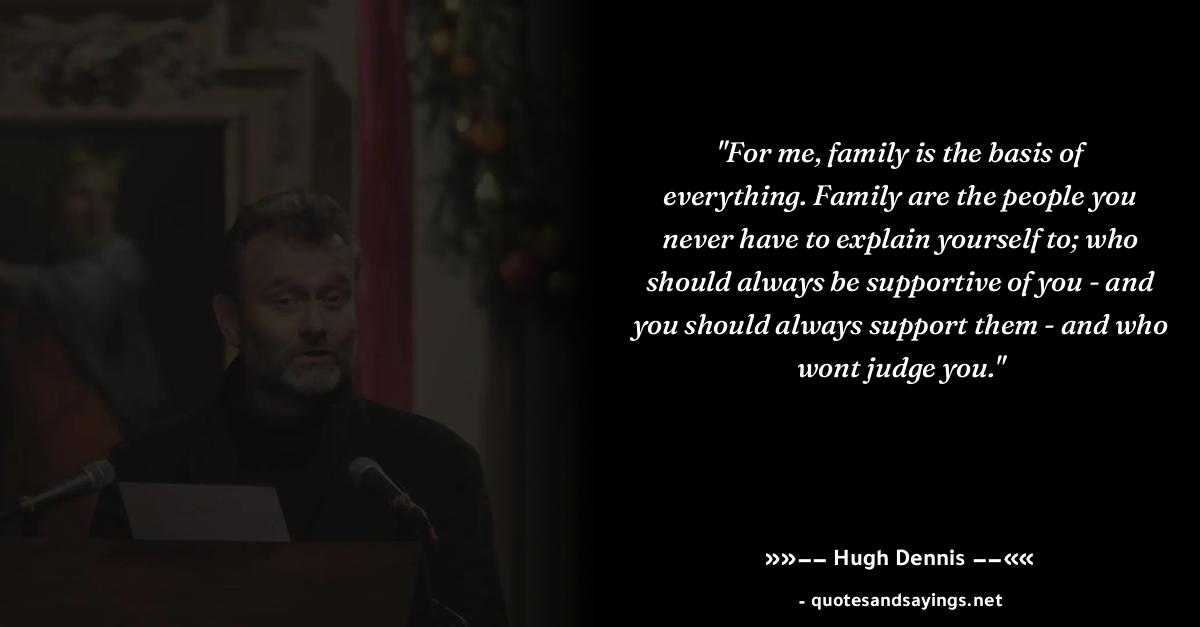 "For me, family is the basis of
everything. Family are the people you
never have to explain yourself to; who
should always be supportive of you - and
you should always support them - and who
wont judge you."
»»−− Hugh Dennis −−««
- quotesandsayings.net